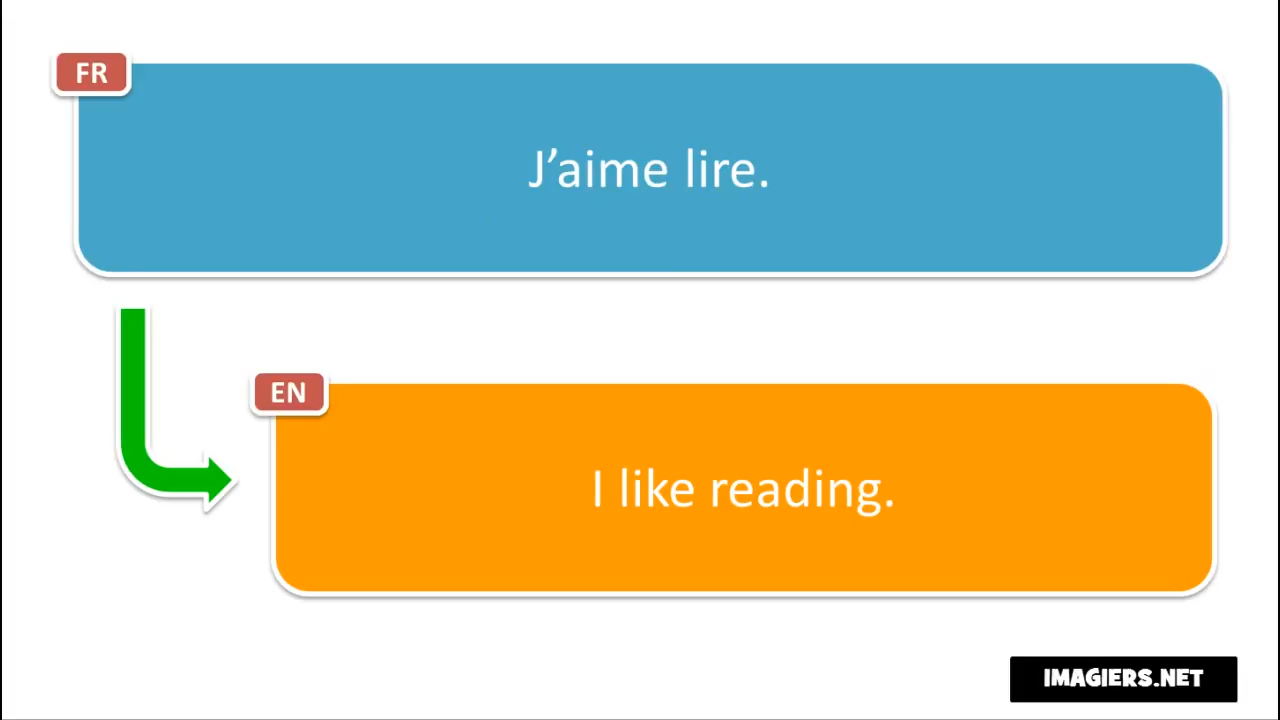 FR
J’aime lire.
EN
I like reading.
IMAGIERS.NET